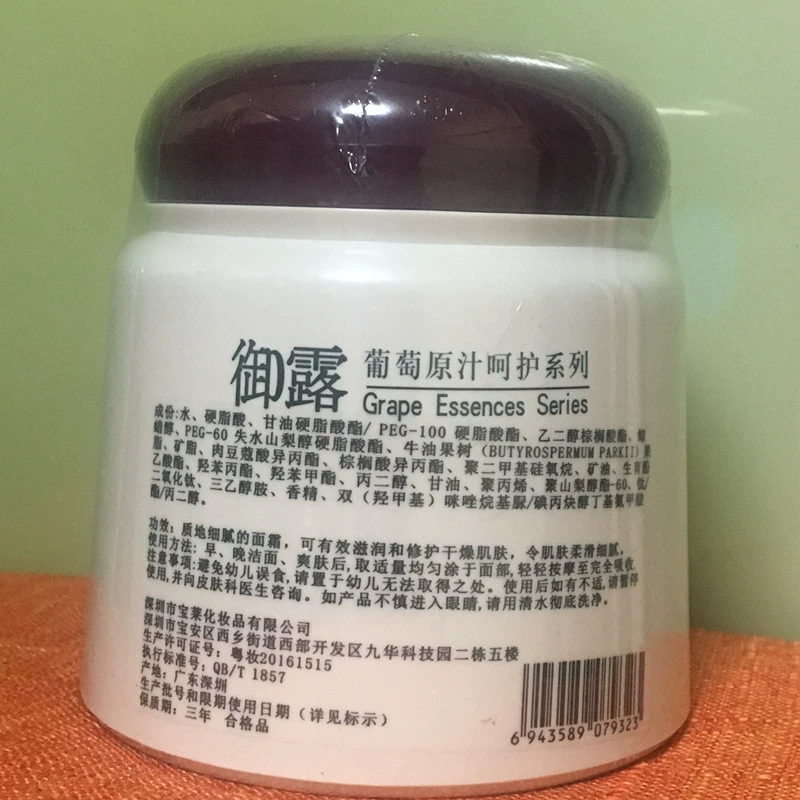 御露
葡萄原汁呵护系列
Grape Essences Series
成份:水、硬脂酸、甘油硬脂酸酯/ PEG-100 硬脂酸酯、乙二醇棕榈酸酯、鲸
蜡醇、PEG-60 失水山梨醇硬脂酸酯、牛油果树（BUTYROSPERMUM PARKII）果
脂、矿脂、肉豆蔻酸异丙酯、棕榈酸异丙酯、聚二甲基硅氧烷、矿油、生育酚
乙酸酯、羟苯丙酯、羟苯甲酯、丙二醇、甘油、聚丙烯、聚山梨醇酯-60、钛/
二氧化钛、三乙醇胺、香精、双（羟甲基）咪唑烷基脲/碘丙炔醇丁基氨甲酸
酯/丙二醇.
功效: 质地细腻的面霜, 可有效滋润和修护干燥肌肤, 令肌肤柔滑细腻.
使用方法: 早、晚洁面、爽肤后,取适量均匀涂于面部,轻轻按摩至完全吸收.
注意事项:避免幼儿误食,请置于幼儿无法取得之处. 使用后如有不适,请暂停
使用,并向皮肤科医生咨询. 如产品不慎进入眼睛,请用清水彻底洗净.
深圳市宝莱化妆品有限公司
深圳市宝安区西乡街道西部开发区九华科技园二栋五楼
生产许可证号: 粤妆20161515
执行标准号: QB/T 1857
产地: 广东深圳
生产批号和限期使用日期（详见标示）
保质期: 三年 合格品
6 943589 079323